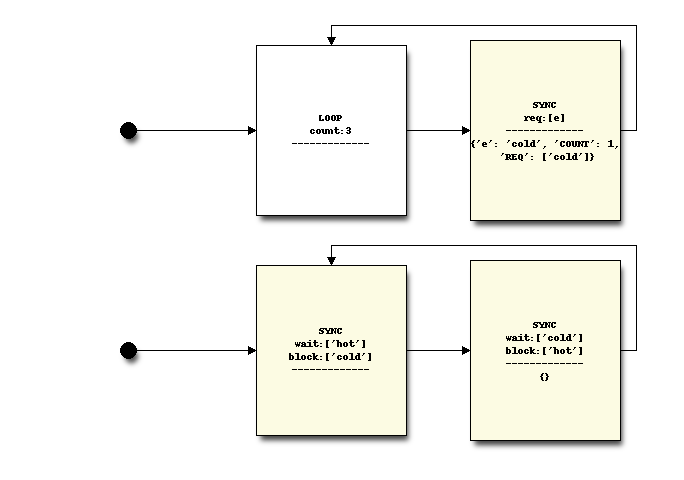 LOOP
count:3
-------------
SYNC
req:[e]
-------------
{'e': 'cold', 'COUNT': 1,
'REQ': ['cold']}
SYNC
wait:['hot']
block:['cold']
-------------
SYNC
wait:['cold']
block:['hot']
-------------
{}